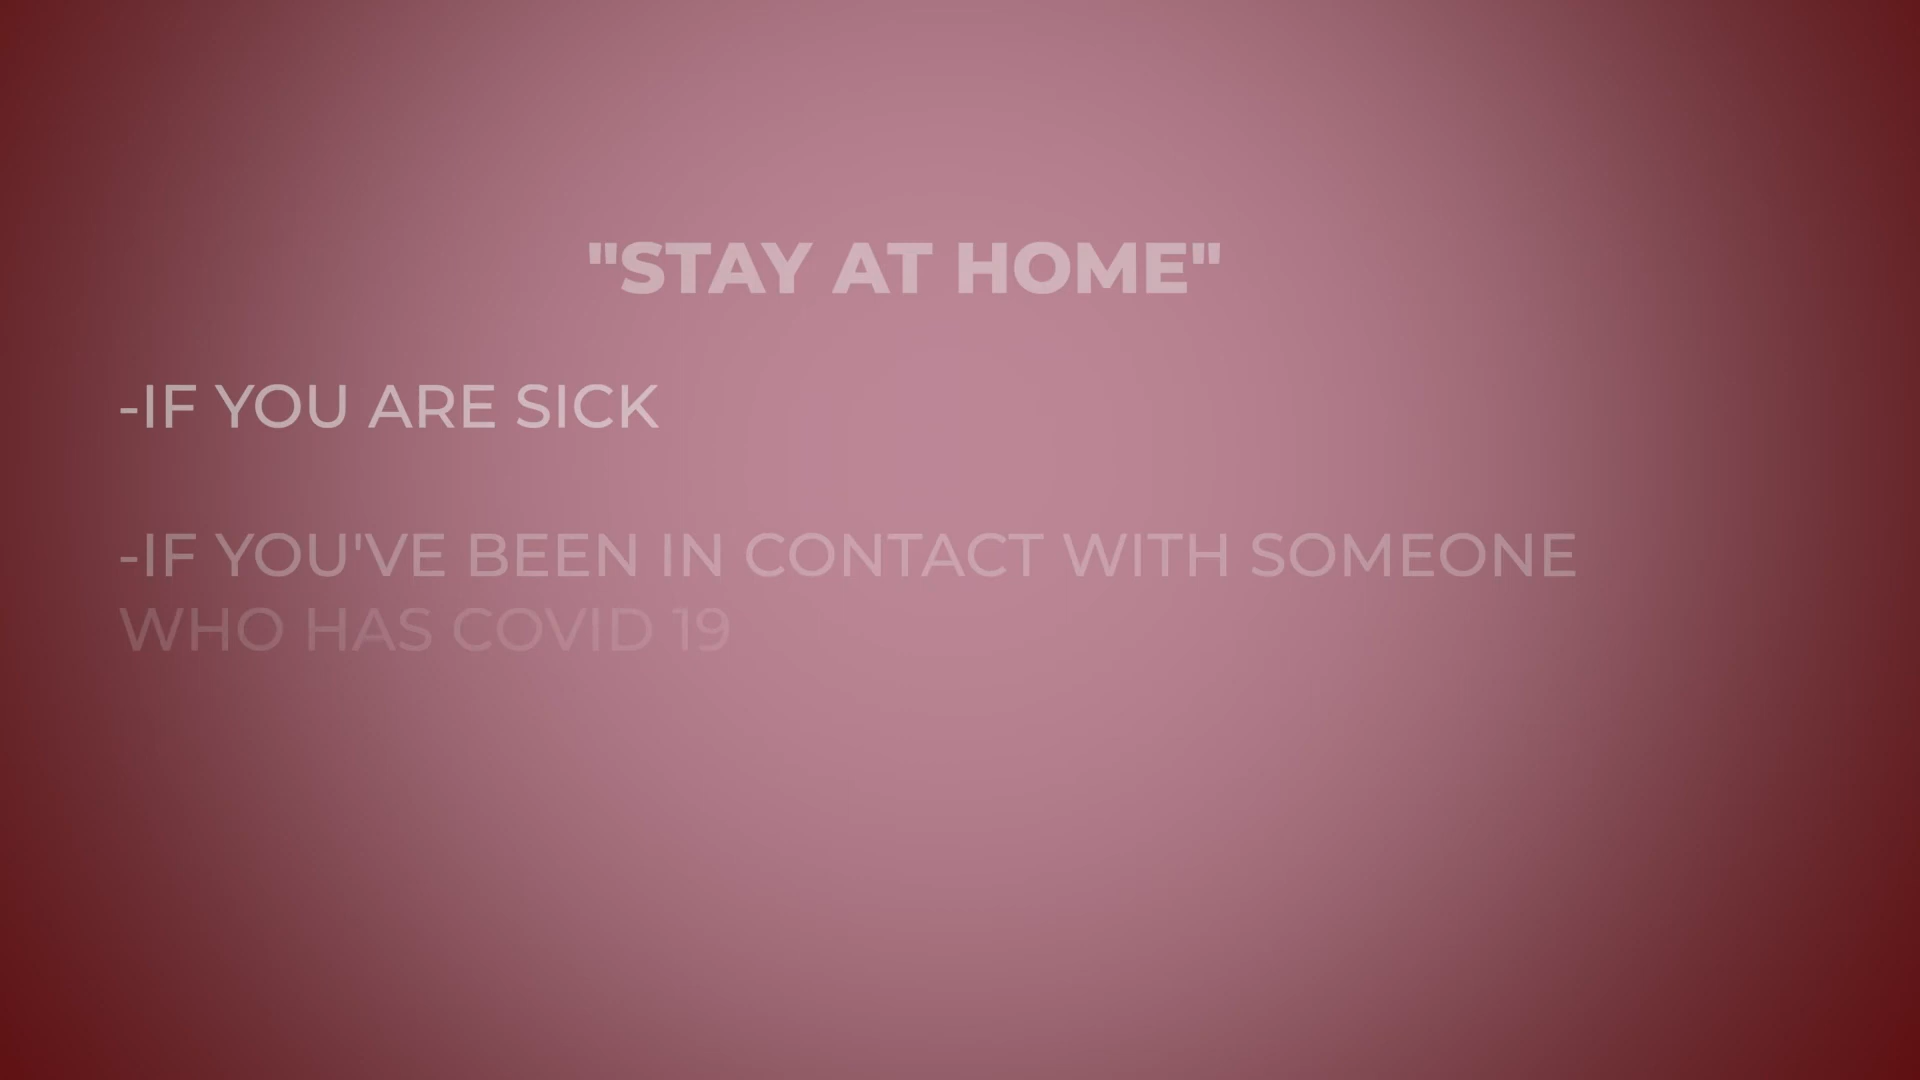 "STAY AT HOME"
-IF YOU ARE SICK
-IF YOU'VE BEEN IN CONTACT WITH SOMEONE
WHO HAS COVID 19